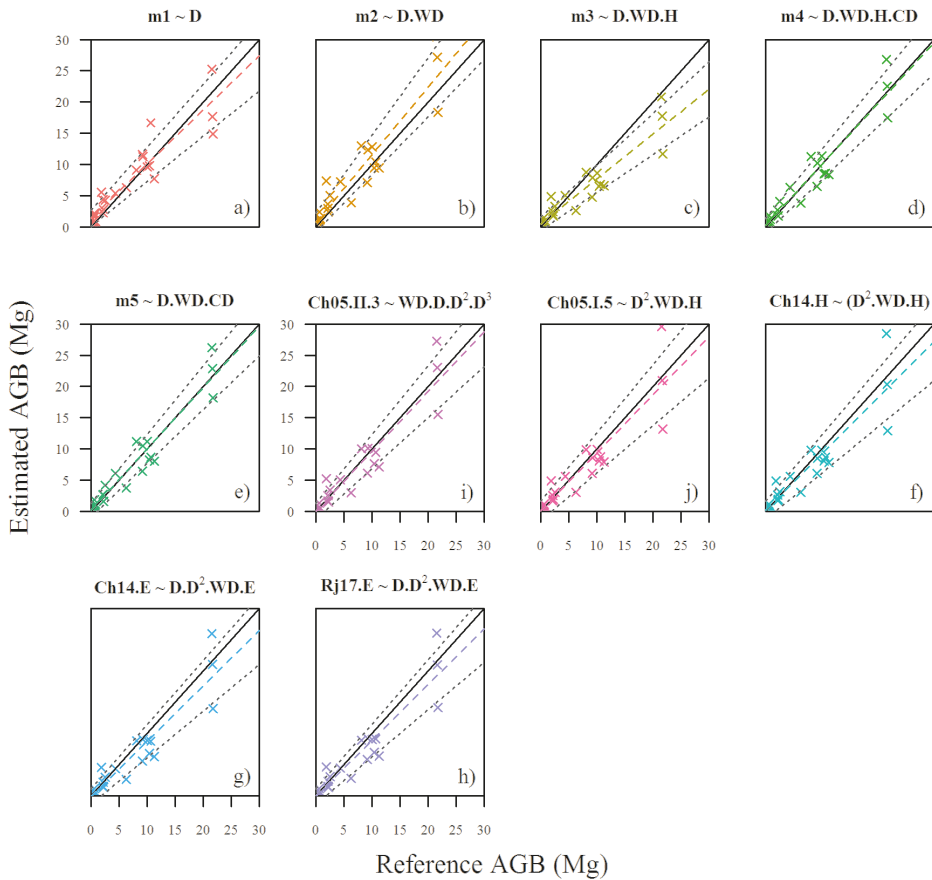 m1 ~ D
m2 ~ D.WD
m3 ~ D.WD.H
m4 ~ D.WD.H.CD
30
25
20
15
10
5
0
a)
b)
c)
d)
m5 ~ D.WD.CD
Ch05.II.3 ~ WD.D.D².D³
Ch05.I.5 ~ D².WD.H
Ch14.H ~ (D².WD.H)
30
25
20
15
10
5
0
e)
i)
j)
f)
0 5 10 15 20 25 30
0 5 10 15 20 25 30
Ch14.E ~ D.D².WD.E
Rj17.E ~ D.D².WD.E
g)
h)
0 5 10 15 20 25 30
0 5 10 15 20 25 30
Estimated AGB (Mg)
Reference AGB (Mg)